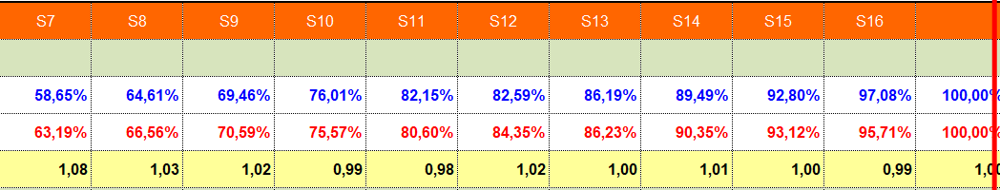 S7 S8 S9 S10 S11 S12 S13 S14 S15 S16
58,65% 64,61% 69,46% 76,01% 82,15% 82,59% 86,19% 89,49% 92,80% 97,08% 100,00%
63,19% 66,56% 70,59% 75,57% 80,60% 84,35% 86,23% 90,35% 93,12% 95,71% 100,00%
1,08 1,03 1,02 0,99 0,98 1,02 1,00 1,01 1,00 0,99 1,00